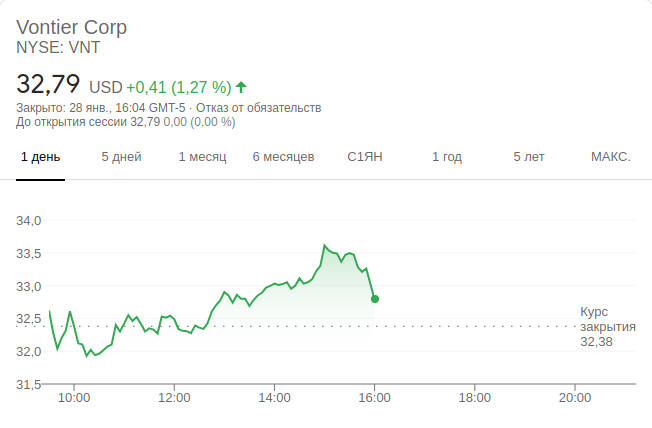 Vontier Corp
NYSE: VNT
32,79 USD +0,41 (1,27 %)
Закрыто: 28 янв., 16:04 GMT-5 · Отказ от обязательств
До открытия сессии 32,79 0,00 (0,00 %)
1 день 5 дней 1 месяц 6 месяцев С1ЯН 1 год 5 лет МАКС.
34,0
33,5
33,0
32,5
32,0
31,5
Курс
закрытия
32,38
10:00 12:00 14:00 16:00 18:00 20:00